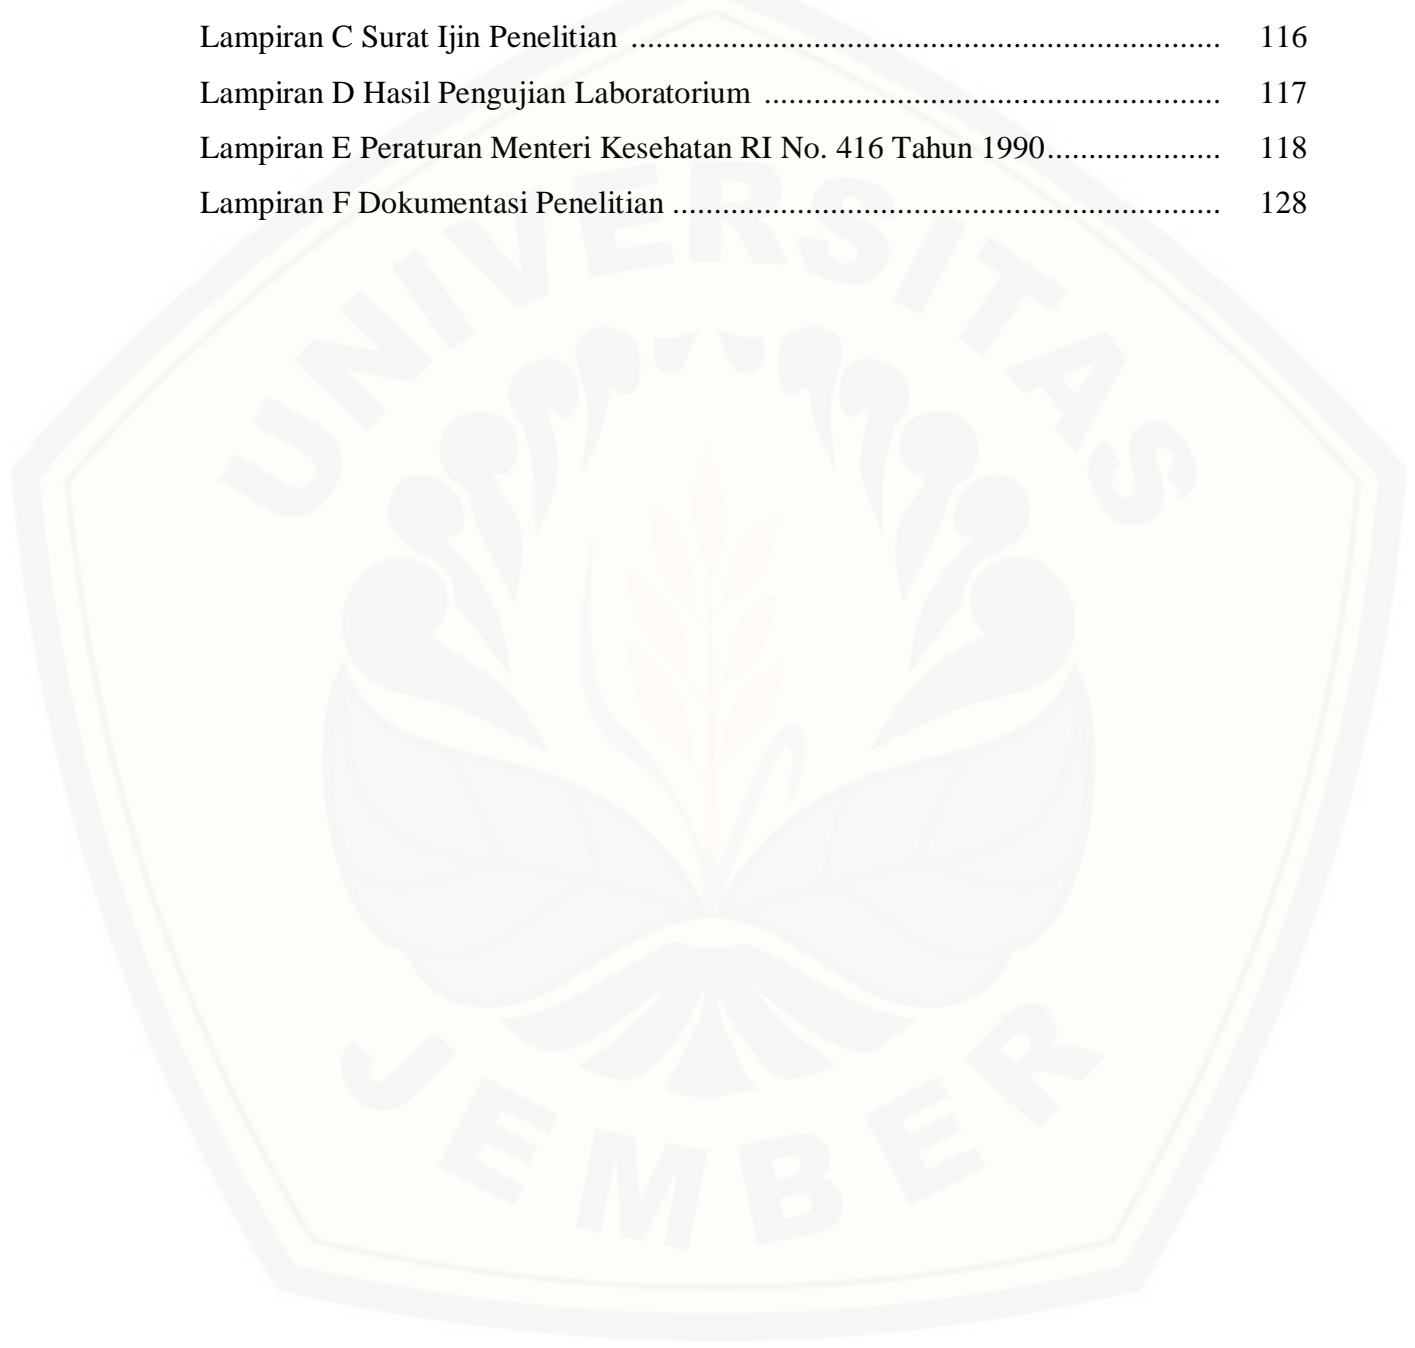 Lampiran C Surat Ijin Penelitian ....................................................................... 116
Lampiran D Hasil Pengujian Laboratorium ....................................................... 117
Lampiran E Peraturan Menteri Kesehatan RI No. 416 Tahun 1990..................... 118
Lampiran F Dokumentasi Penelitian .................................................................. 128
UNIVERSITAS
JEMBER